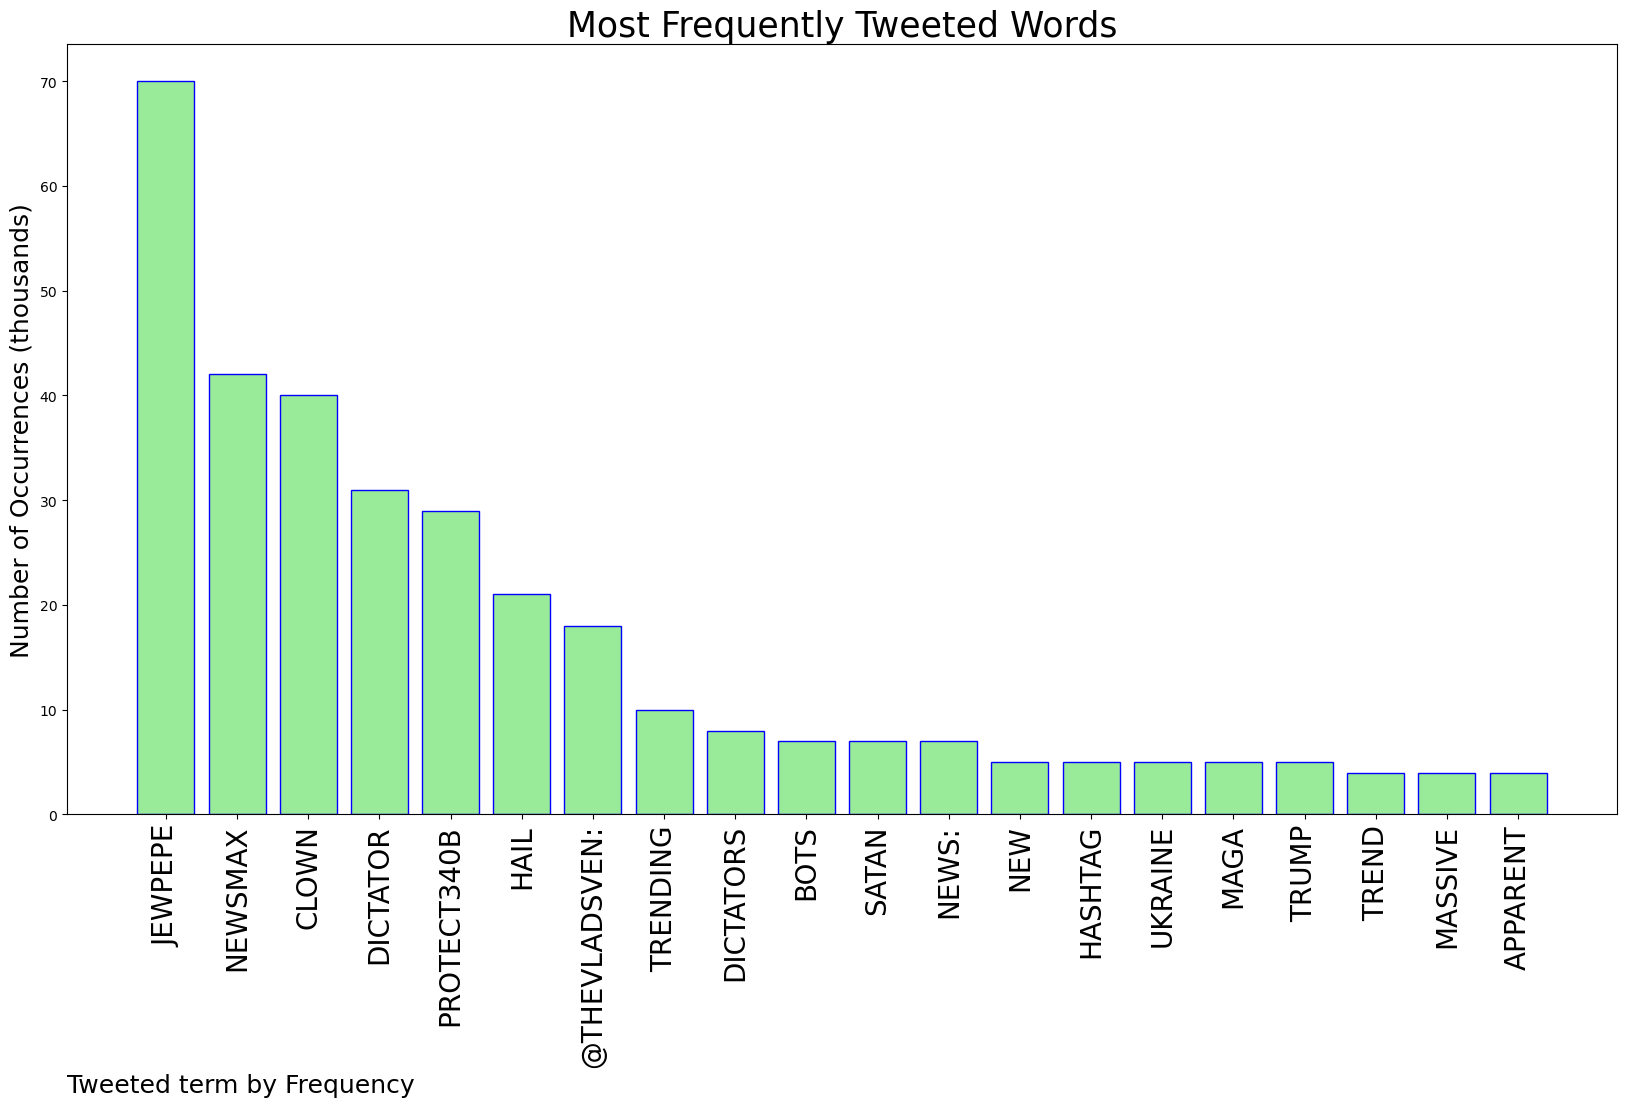 Most Frequently Tweeted Words
Number of Occurrences (thousands)
70
60
50
40
30
20
10
0
JEWPEPE
NEWSMAX
CLOWN
DICTATOR
PROTECT340B
HAIL
@THEVLADSVEN:
TRENDING
DICTATORS
BOTS
SATAN
NEWS:
NEW
HASHTAG
UKRAINE
MAGA
TRUMP
TREND
MASSIVE
APPARENT
Tweeted term by Frequency